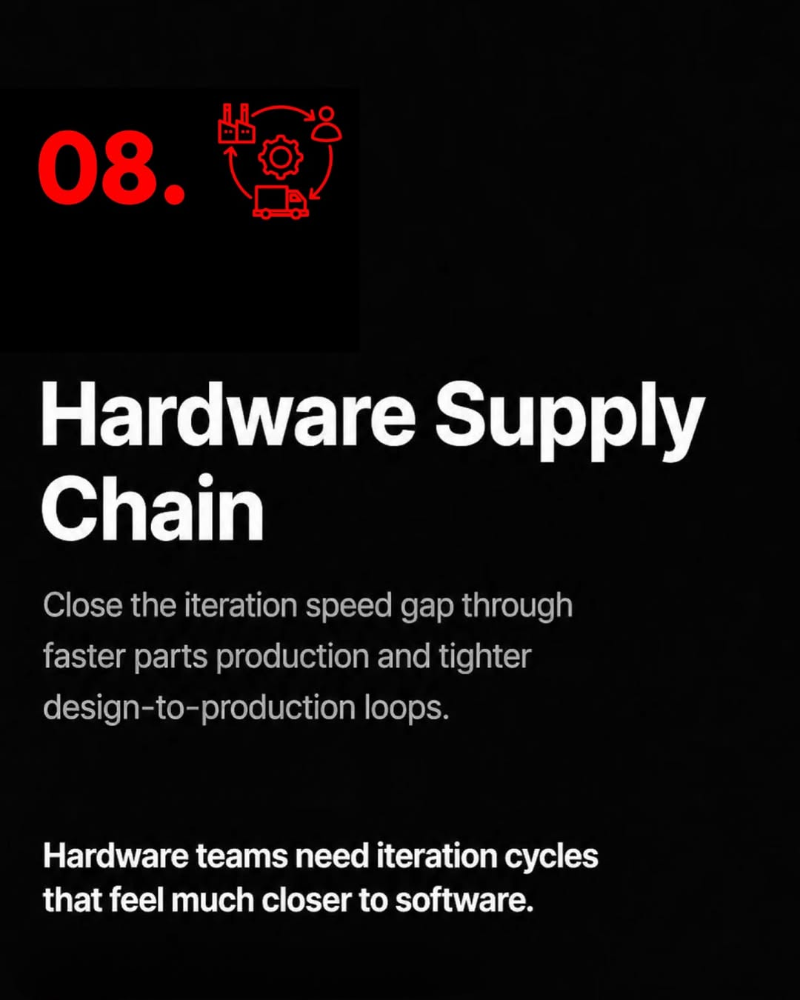 08.
Hardware Supply
Chain
Close the iteration speed gap through
faster parts production and tighter
design-to-production loops.
Hardware teams need iteration cycles
that feel much closer to software.